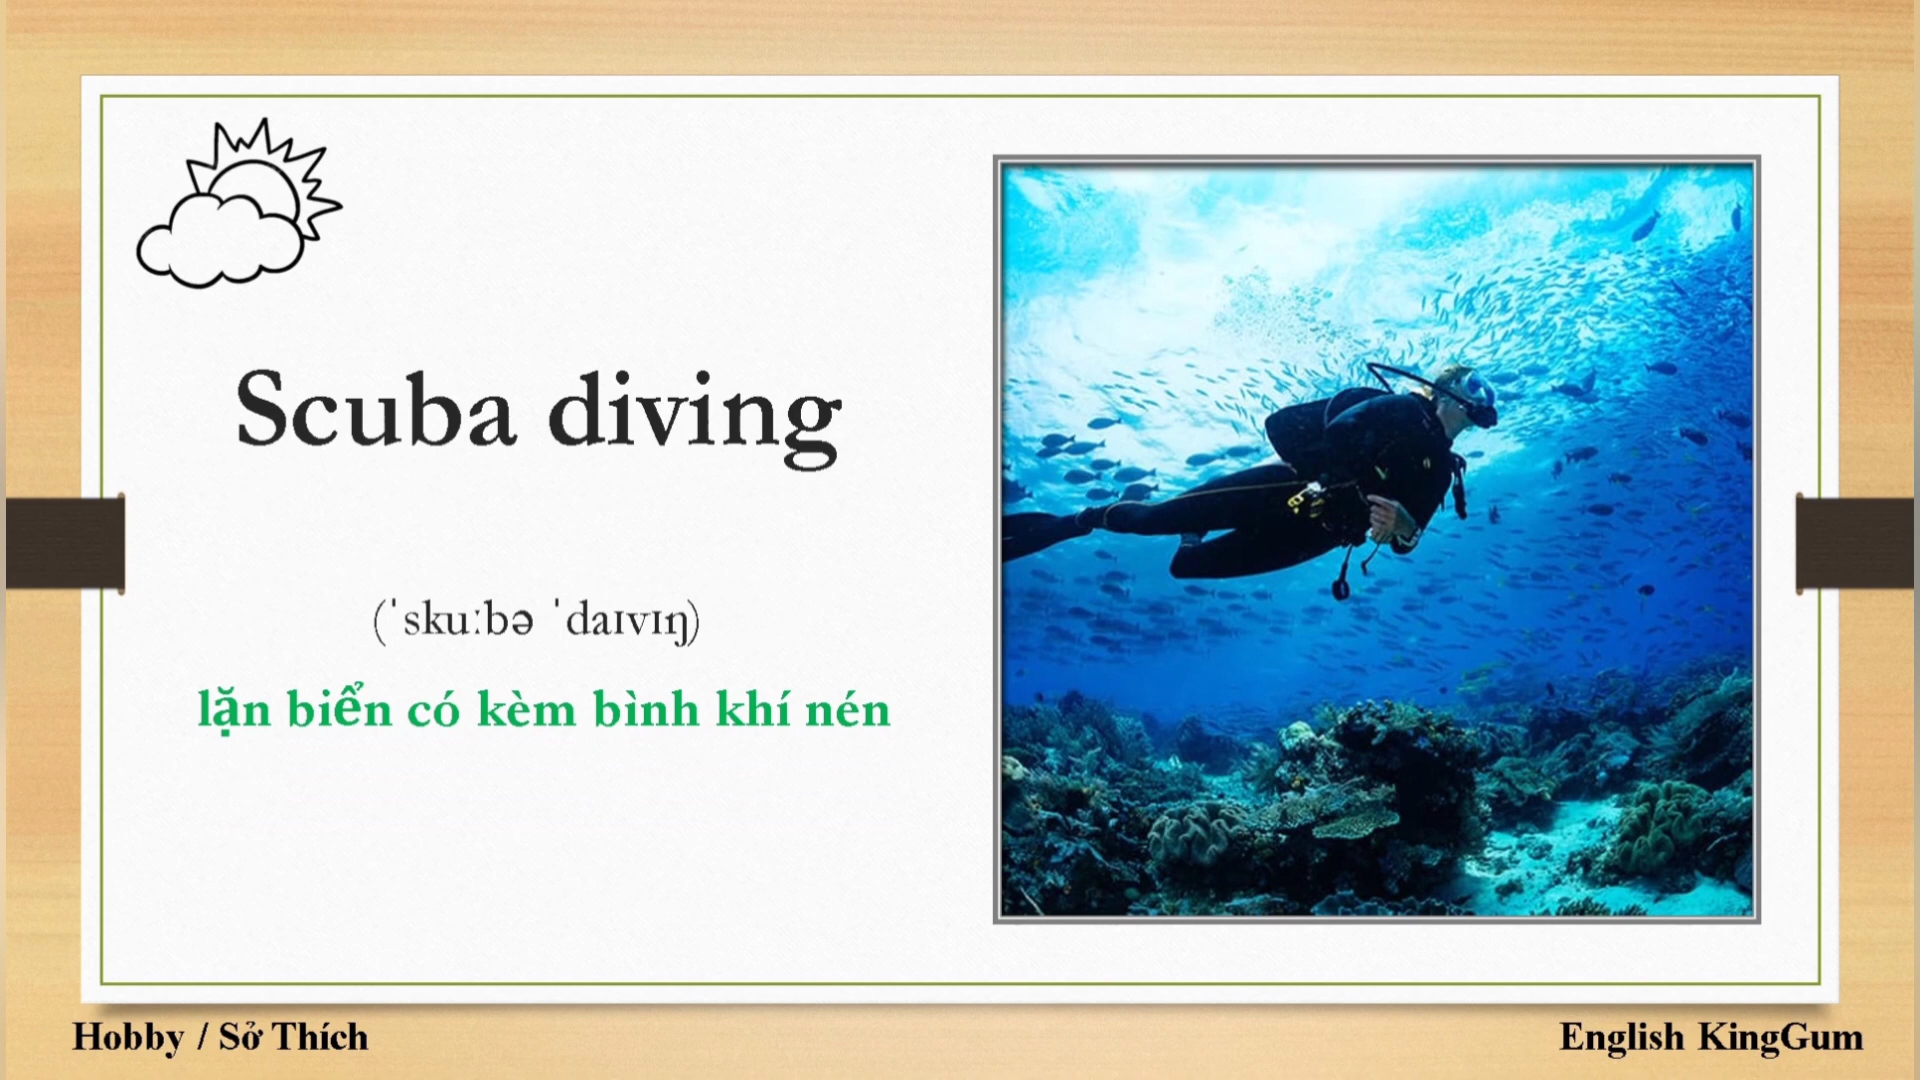 Scuba diving
(ˈskuːbə ˈdaɪvɪŋ)
lặn biển có kèm bình khí nén
Hobby / Sở Thích
English KingGum